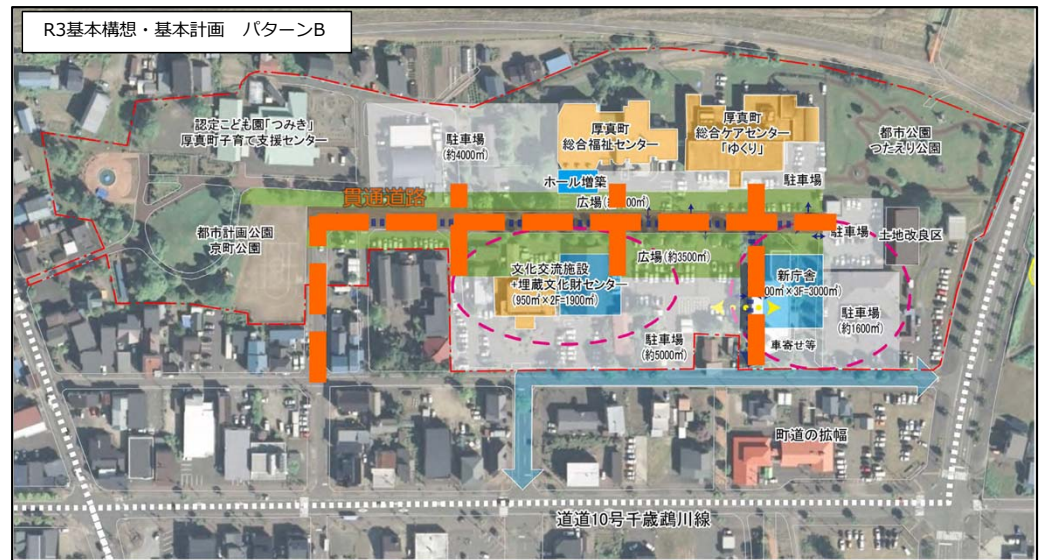 R3基本構想・基本計画　パターンB
認定こども園「つみき」
厚真町子育て支援センター
駐車場
(約4000㎡)
厚真町
総合福祉センター
厚真町
総合ケアセンター
「ゆくり」
都市公園
つたえり公園
ホール増築
駐車場
貫通道路
広場
00㎡)
都市計画公園
京町公園
駐車場
土地改良区
文化交流施設
+埋蔵文化財センター
(950㎡×2F=1900㎡)
広場(約3500㎡)
新庁舎
00㎡×3F=3000㎡)
駐車場
(約1600㎡)
駐車場
(約5000㎡)
車寄せ等
町道の拡幅
道道10号千歳鵡川線